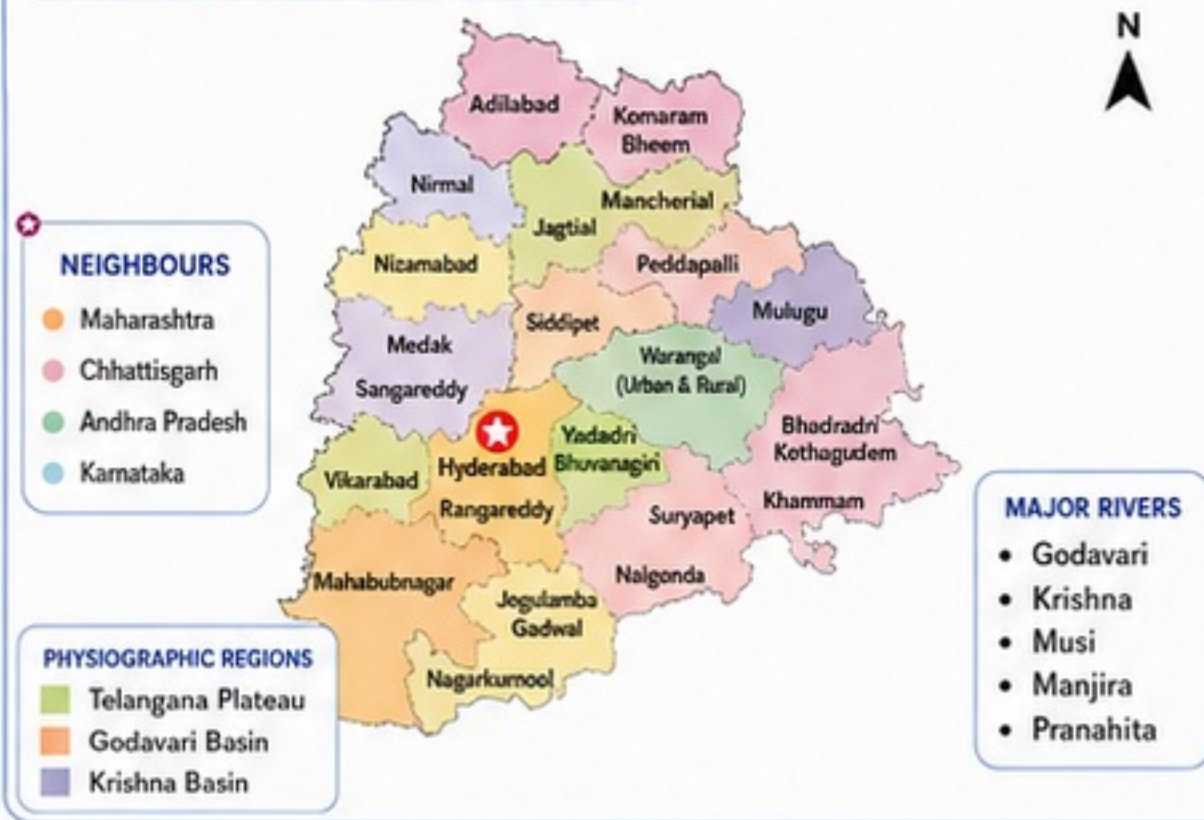 N
Adilabad
Komaram
Bheem
Nirmal
Mancherial
Jagtial
Nizamabad
Peddapalli
Mulugu
Siddipet
Medak
Warangal
(Urban & Rural)
Sangareddy
Bhadradri
Kothagudem
Yadadri
Bhuvanagiri
Hyderabad
Vikarabad
Khammam
Rangareddy
Suryapet
Nalgonda
Mahabubnagar
Jogulamba
Gadwal
Nagarkurnool
NEIGHBOURS
Maharashtra
Chhattisgarh
Andhra Pradesh
Karnataka
PHYSIOGRAPHIC REGIONS
Telangana Plateau
Godavari Basin
Krishna Basin
MAJOR RIVERS
• Godavari
• Krishna
• Musi
• Manjira
• Pranahita